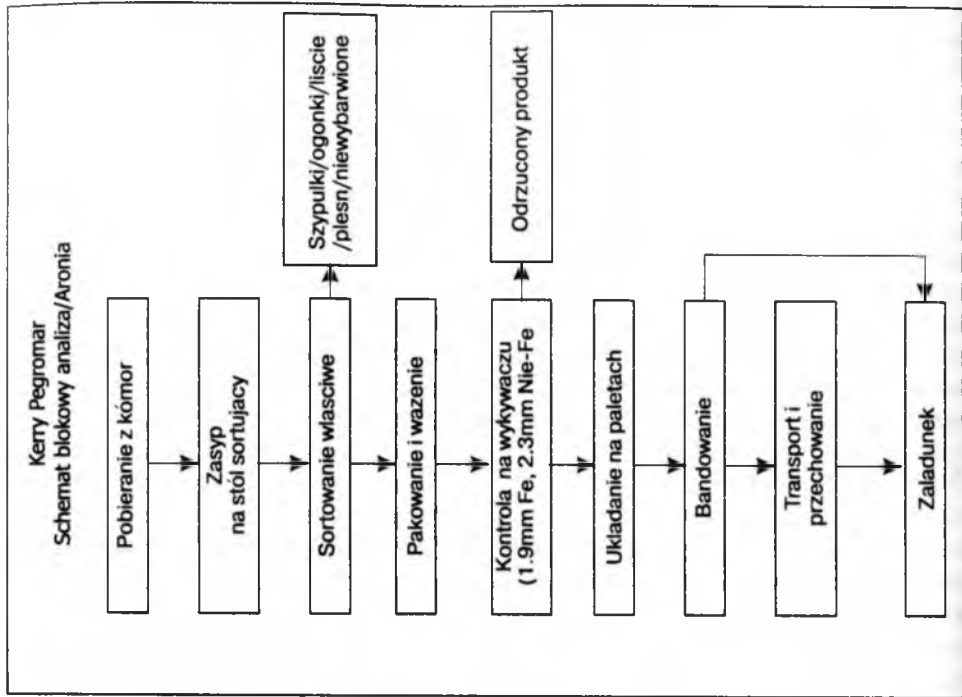 Kerry Pegromar
Schemat blokowy analiza/Aronia
Pobieranie z kómor
Zasyp
na stól sortujacy
Sortowanie wlasciwe
Szypulki/ogonki/liscie
/plesn/niewybarwione
Pakowanie i wazenie
Kontrola na wykywaczu
(1.9mm Fe, 2.3mm Nie-Fe
Odrzucony produkt
Ukladanie na paletach
Bandowanie
Transport i
przechowanie
Zaladunek